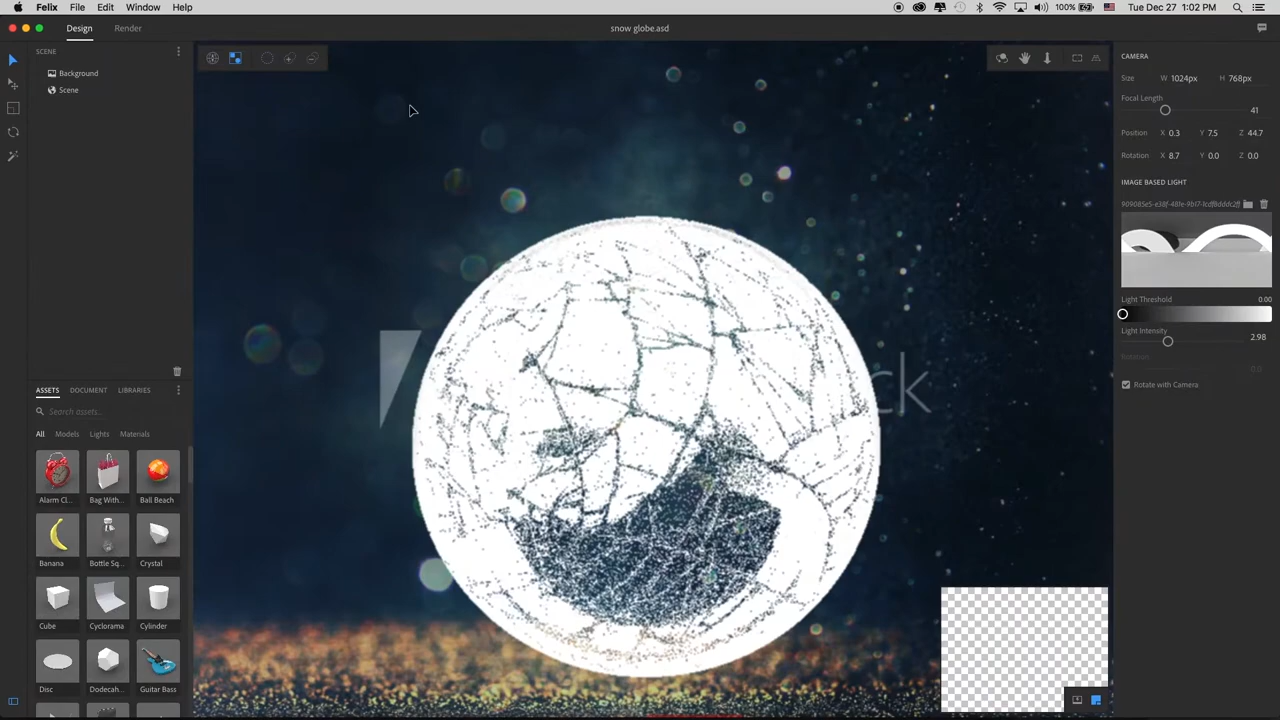 Felix File Edit Window Help
100% Tue Dec 27 1:02 PM
Design Render
snow globe.asd
SCENE
Background
Scene
CAMERA
Size W 1024px H 768px
Focal Length
41
Position X 0.3 Y 7.5 Z 44.7
Rotation X 8.7 Y 0.0 Z 0.0
IMAGE BASED LIGHT
Light Threshold 0.00
Light Intensity
2.98
Rotation
0.0
Rotate with Camera
ck
ASSETS DOCUMENT LIBRARIES
Search assets...
All Models Lights Materials
Alarm Cl... Bag With... Ball Beach
Banana Bottle Sq... Crystal
Cube Cyclorama Cylinder
Disc Dodecah... Guitar Bass